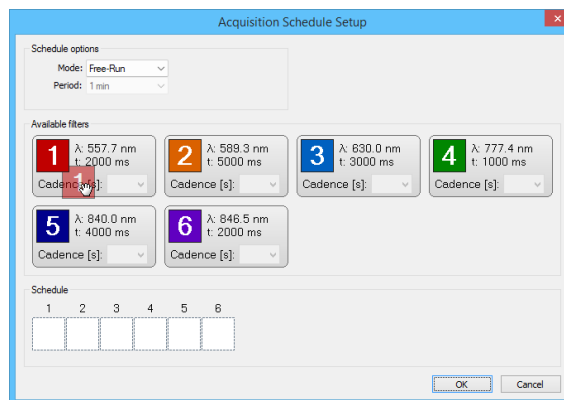 Acquisition Schedule Setup
Schedule options
Mode: Free-Run
Period: 1 min
Available filters
1 λ: 557.7 nm
t: 2000 ms
Cadence [s]:
1
2 λ: 589.3 nm
t: 5000 ms
Cadence [s]:
3 λ: 630.0 nm
t: 3000 ms
Cadence [s]:
4 λ: 777.4 nm
t: 1000 ms
Cadence [s]:
5 λ: 840.0 nm
t: 4000 ms
Cadence [s]:
6 λ: 846.5 nm
t: 2000 ms
Cadence [s]:
Schedule
1 2 3 4 5 6
OK Cancel